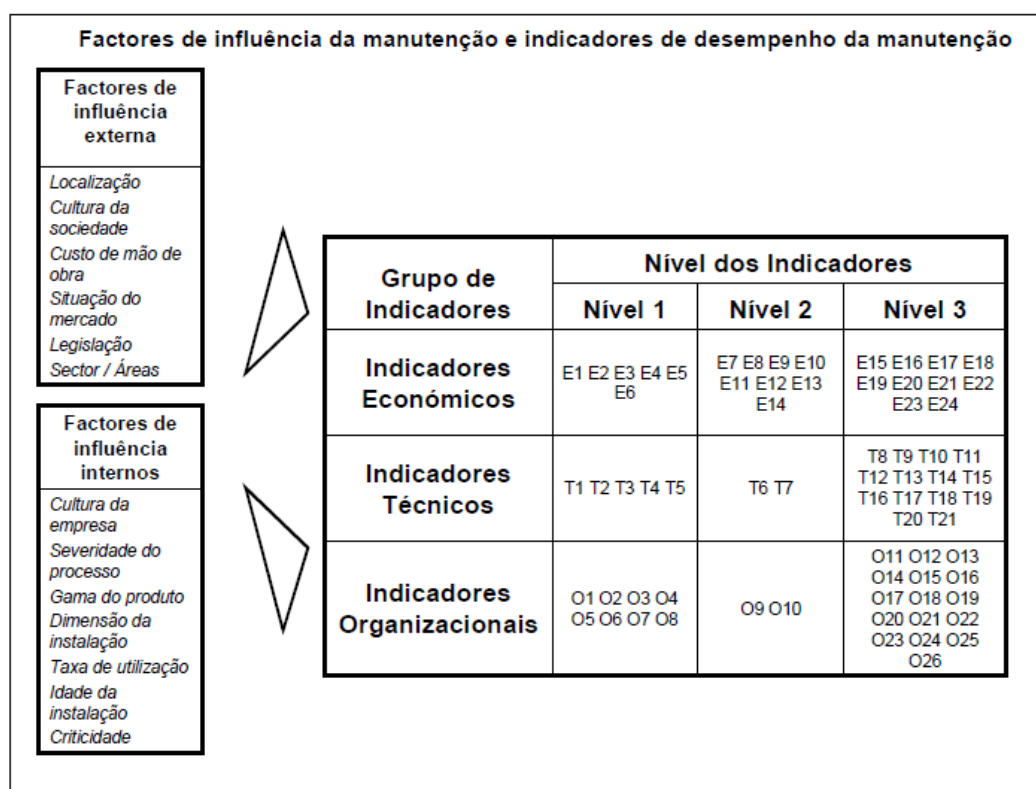 Factores de influência da manutenção e indicadores de desempenho da manutenção
Factores de
influência
externa
Localização
Cultura da
sociedade
Custo de mão de
obra
Situação do
mercado
Legislação
Sector / Áreas
Factores de
influência
internos
Cultura da
empresa
Severidade do
processo
Gama do produto
Dimensão da
instalação
Taxa de utilização
Idade da
instalação
Criticidade
Grupo de
Indicadores
Nível dos Indicadores
Nível 1
Nível 2
Nível 3
Indicadores
Económicos
E1 E2 E3 E4 E5
E6
E7 E8 E9 E10
E11 E12 E13
E14
E15 E16 E17 E18
E19 E20 E21 E22
E23 E24
Indicadores
Técnicos
T1 T2 T3 T4 T5
T6 T7
T8 T9 T10 T11
T12 T13 T14 T15
T16 T17 T18 T19
T20 T21
Indicadores
Organizacionais
O1 O2 O3 O4
O5 O6 O7 O8
O9 O10
O11 O12 O13
O14 O15 O16
O17 O18 O19
O20 O21 O22
O23 O24 O25
O26